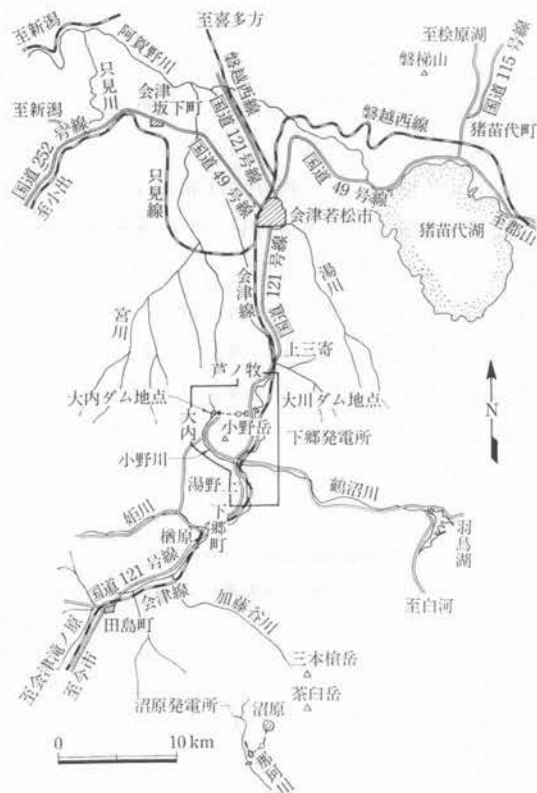 至喜多方
至新潟
阿賀野川
至桧原湖
磐梯山
国道115号線
只見川
会津
坂下町
国道121号線
磐越西線
猪苗代町
至新潟
国道252号線
至小出
只見線
国道49号線
国道49号線
会津若松市
至郡山
猪苗代湖
会津線
国道121号線
湯川
宮川
上三寄
芦ノ牧
大内ダム地点
大川ダム地点
大内
小野岳
下郷発電所
小野川
湯野上
鶴沼川
姫川
下郷町
楢原
羽鳥湖
国道121号線
会津線
至白河
加藤谷川
田島町
至会津滝ノ原
至今市
三本槍岳
茶臼岳
沼原発電所
沼原
那珂川
0 10 km
N